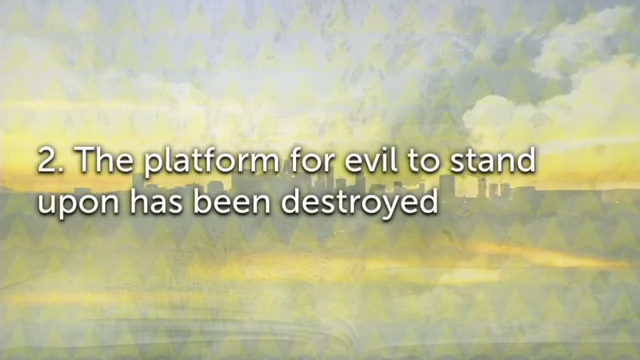 2. The platform for evil to stand
upon has been destroyed